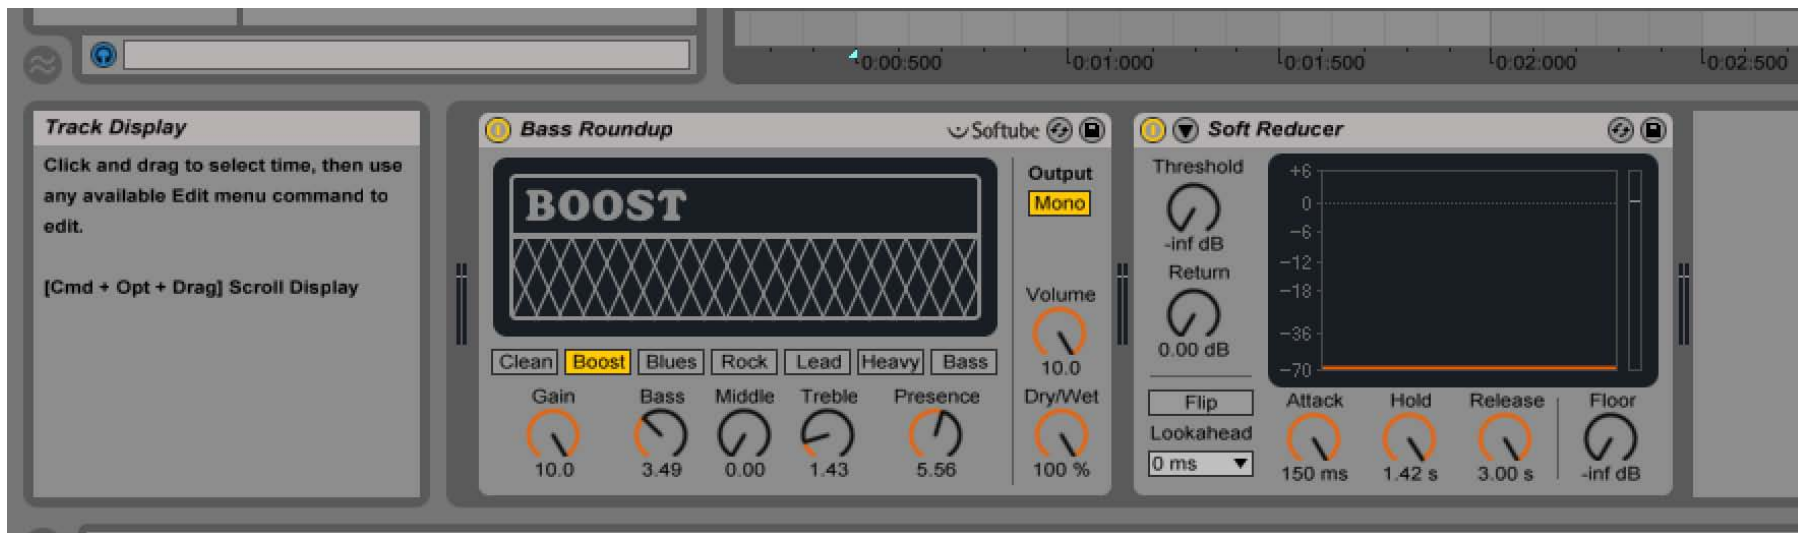 0:00:500
0:01:000
0:01:500
0:02:000
0:02:500
Track Display
Click and drag to select time, then use
any available Edit menu command to
edit.
[Cmd + Opt + Drag] Scroll Display
Bass Roundup
Softube
BOOST
Output
Mono
Volume
10.0
Clean Boost Blues Rock Lead Heavy Bass
Gain Bass Middle Treble Presence Dry/Wet
10.0 3.49 0.00 1.43 5.56 100 %
Soft Reducer
Threshold
-inf dB
Return
0.00 dB
Flip
Lookahead
0 ms
+6
0
-6
-12
-18
-36
-70
Attack Hold Release Floor
150 ms 1.42 s 3.00 s -inf dB